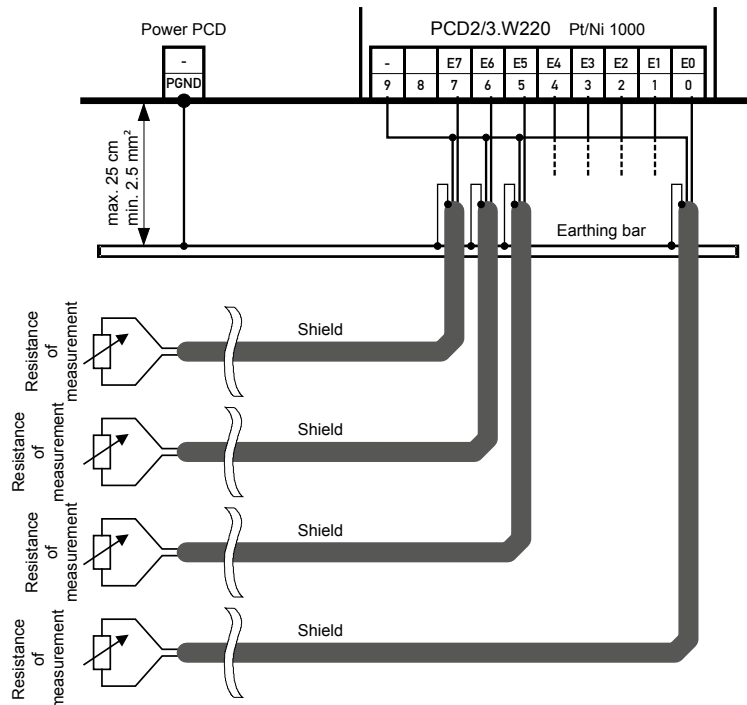 Power PCD
PCD2/3.W220 Pt/Ni 1000
- - E7 E6 E5 E4 E3 E2 E1 E0
PGND 9 8 7 6 5 4 3 2 1 0
max. 25 cm
min. 2.5 mm²
Earthing bar
Resistance
of
measurement
Shield
Resistance
of
measurement
Shield
Resistance
of
measurement
Shield
Resistance
of
measurement
Shield